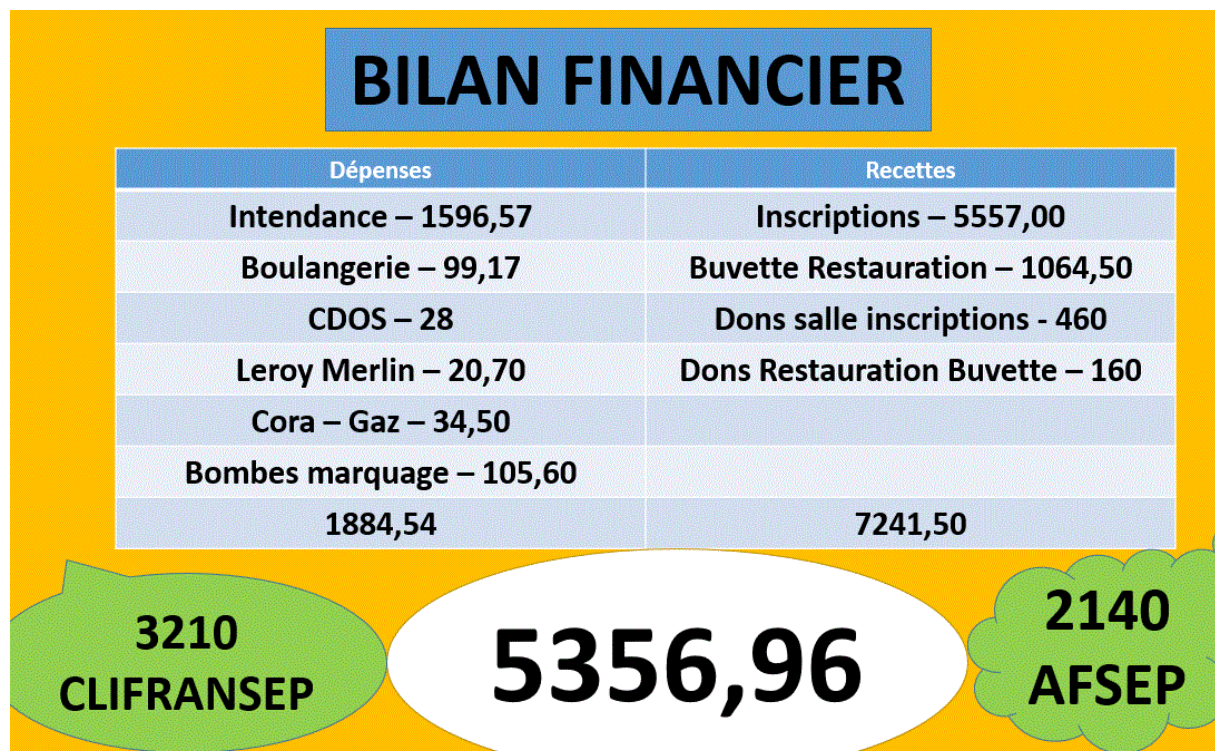 BILAN FINANCIER
Dépenses
Recettes
Intendance – 1596,57
Inscriptions – 5557,00
Boulangerie – 99,17
Buvette Restauration – 1064,50
CDOS – 28
Dons salle inscriptions - 460
Leroy Merlin – 20,70
Dons Restauration Buvette – 160
Cora – Gaz – 34,50
Bombes marquage – 105,60
1884,54
7241,50
3210
CLIFRANSEP
5356,96
2140
AFSEP